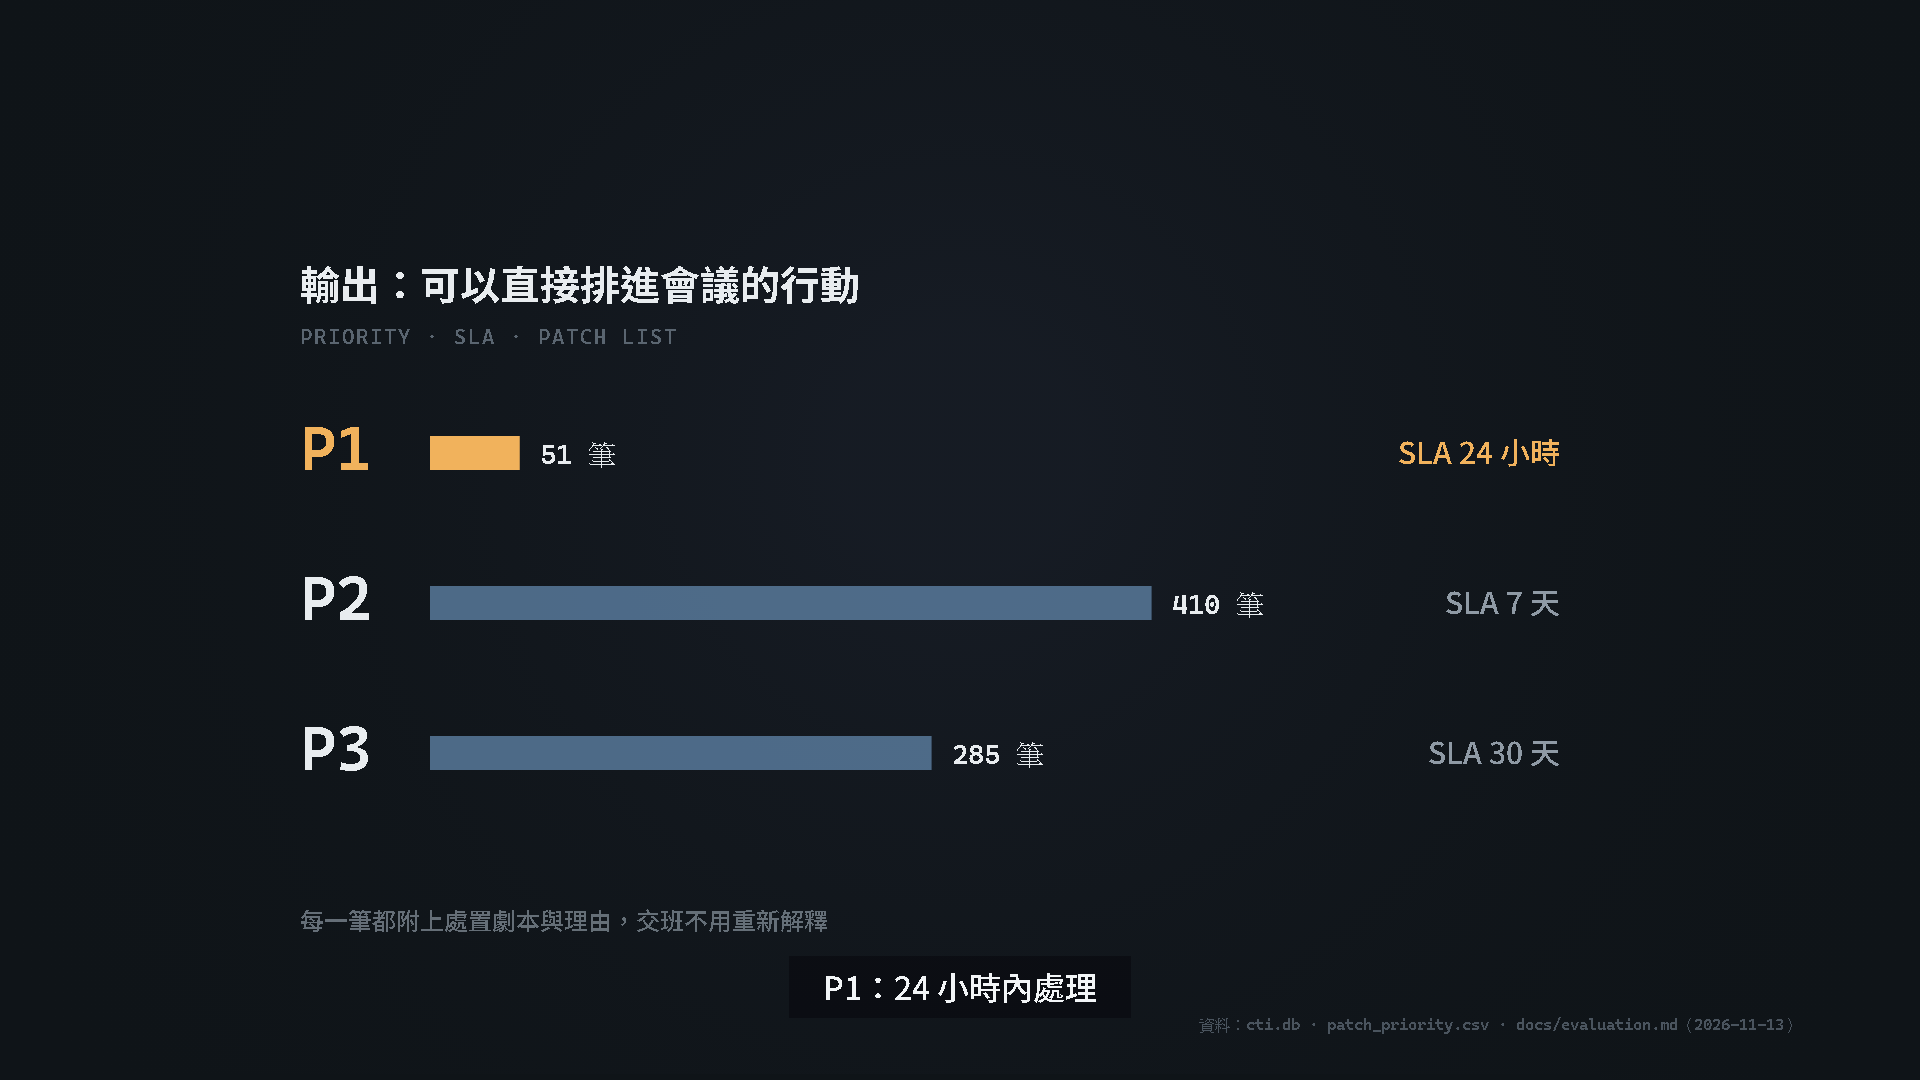 輸出：可以直接排進會議的行動
PRIORITY · SLA · PATCH LIST
P1 51 筆 SLA 24 小時
P2 410 筆 SLA 7 天
P3 285 筆 SLA 30 天
每一筆都附上處置劇本與理由，交班不用重新解釋
P1：24 小時內處理
資料：cti.db · patch_priority.csv · docs/evaluation.md（2026-11-13）